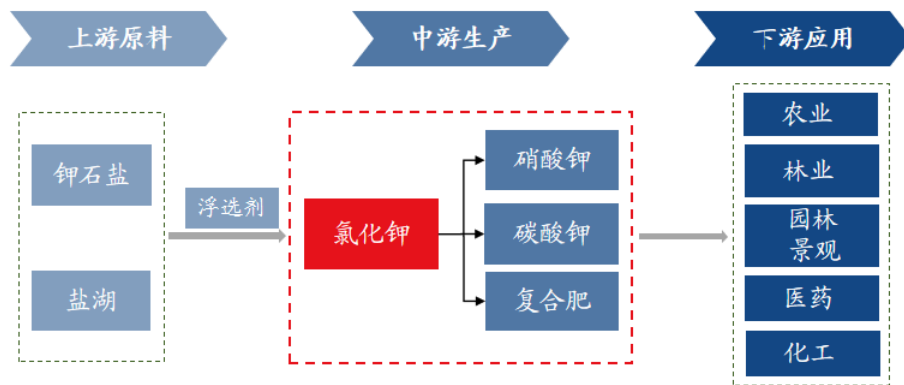 上游原料
中游生产
下游应用
钾石盐
盐湖
浮选剂
氯化钾
硝酸钾
碳酸钾
复合肥
农业
林业
园林
景观
医药
化工